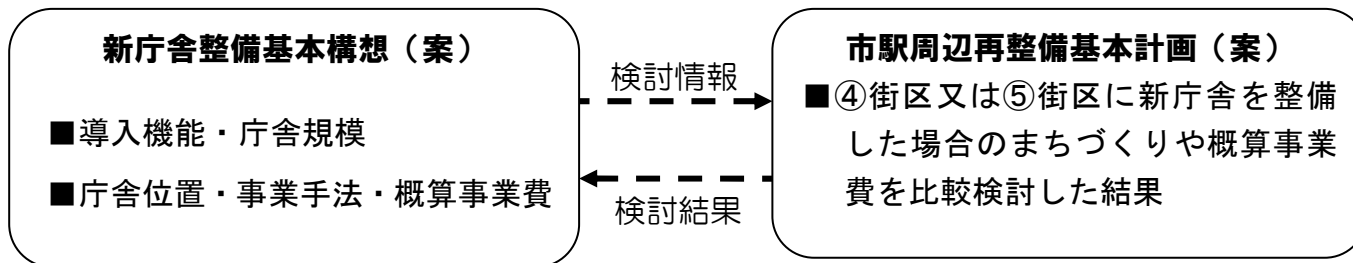 新庁舎整備基本構想（案）
■導入機能・庁舎規模
■庁舎位置・事業手法・概算事業費
検討情報
検討結果
市駅周辺再整備基本計画（案）
■④街区又は⑤街区に新庁舎を整備
した場合のまちづくりや概算事業
費を比較検討した結果